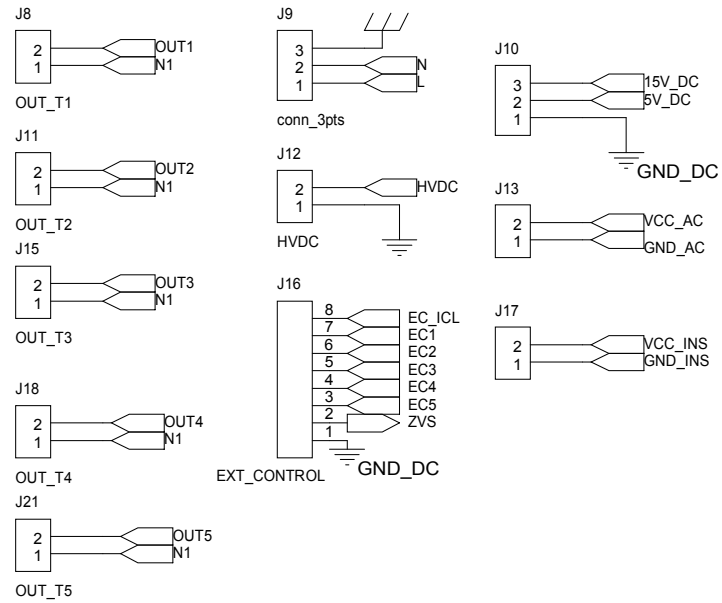 J8
2
OUT1
1
N1
OUT_T1
J11
2
OUT2
1
N1
OUT_T2
J15
2
OUT3
1
N1
OUT_T3
J18
2
OUT4
1
N1
OUT_T4
J21
2
OUT5
1
N1
OUT_T5
J9
3
2
N
1
L
conn_3pts
J12
2
HVDC
1
HVDC
J16
8
EC_ICL
7
EC1
6
EC2
5
EC3
4
EC4
3
EC5
2
ZVS
1
EXT_CONTROL
GND_DC
J10
3
15V_DC
2
5V_DC
1
GND_DC
J13
2
VCC_AC
1
GND_AC
J17
2
VCC_INS
1
GND_INS